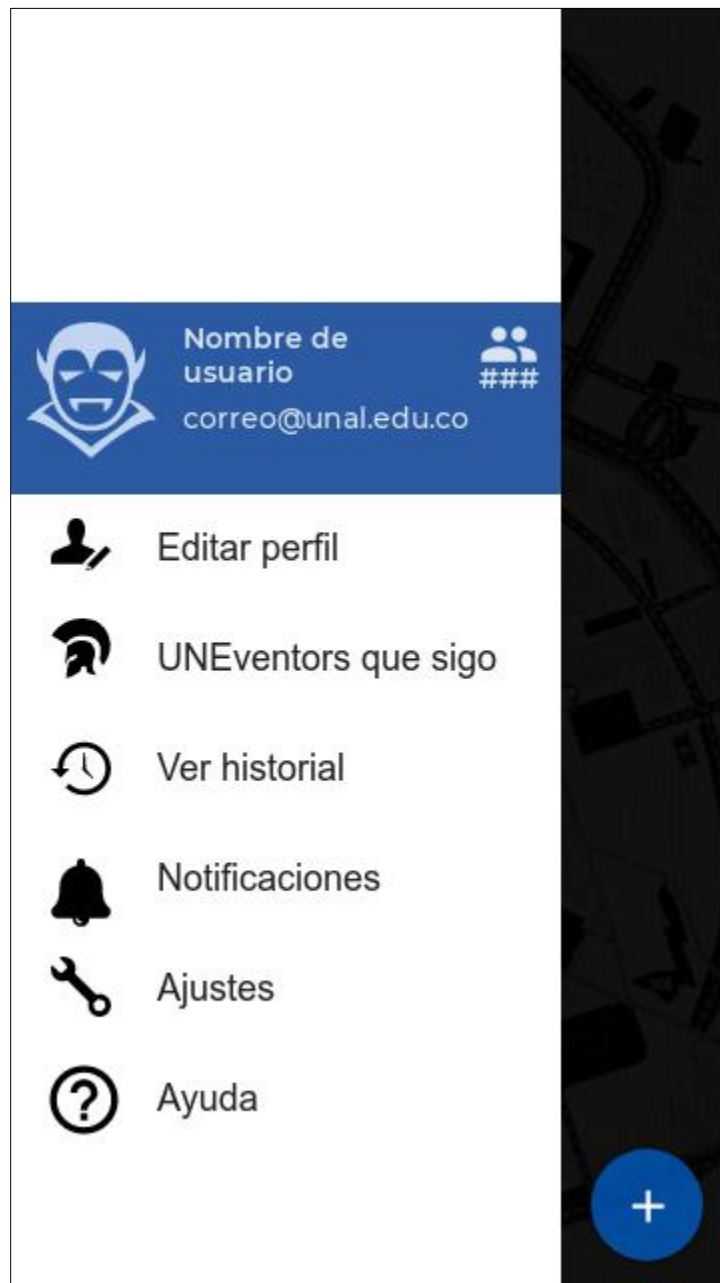 Nombre de
usuario
###
correo@unal.edu.co
Editar perfil
UNEventors que sigo
Ver historial
Notificaciones
Ajustes
Ayuda
+